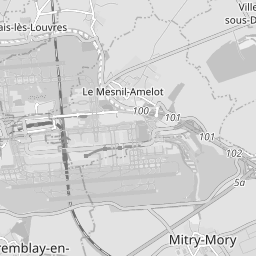 Ville
sous-D
ais-lès-Louvres
Le Mesnil-Amelot
100
101
101
102
5a
Mitry-Mory
remblay-en-